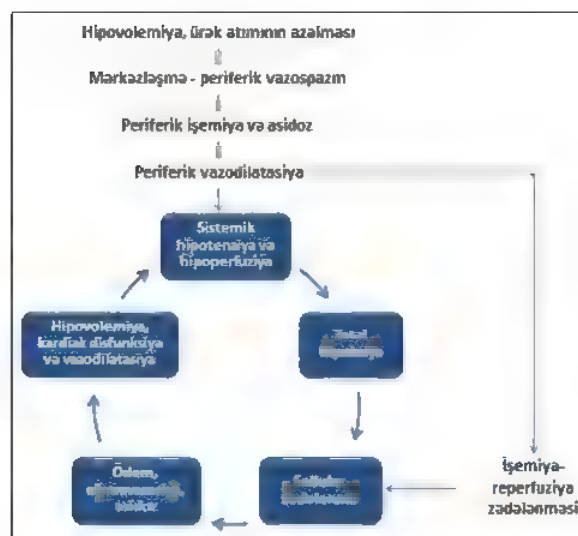 Hipovolemiya, ürək atımının azalması
Mərkəzləşmə - periferik vazospazm
Periferik işemiya və asidoz
Periferik vazodilatasiya
Sistemik
hipotenziya və
hipoperfuziya
Hipovolemiya,
kardiak disfunksiya
və vazodilatasiya
Ödem,
İşemiya-
reperfuziya
zədələnməsi